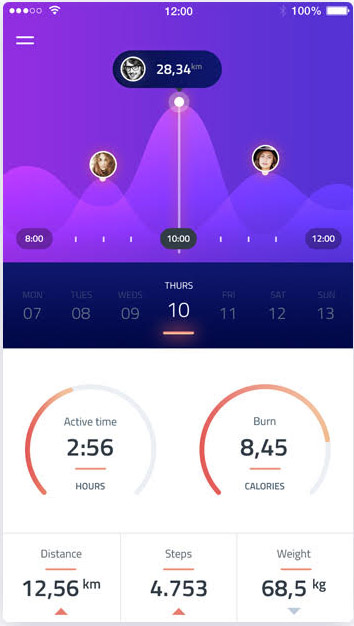 12:00
100%
28,34 km
8:00 10:00 12:00
MON TUES WEDS THURS FRI SAT SUN
07 08 09 10 11 12 13
Active time
2:56
HOURS
Burn
8,45
CALORIES
Distance
12,56 km
Steps
4.753
Weight
68,5 kg